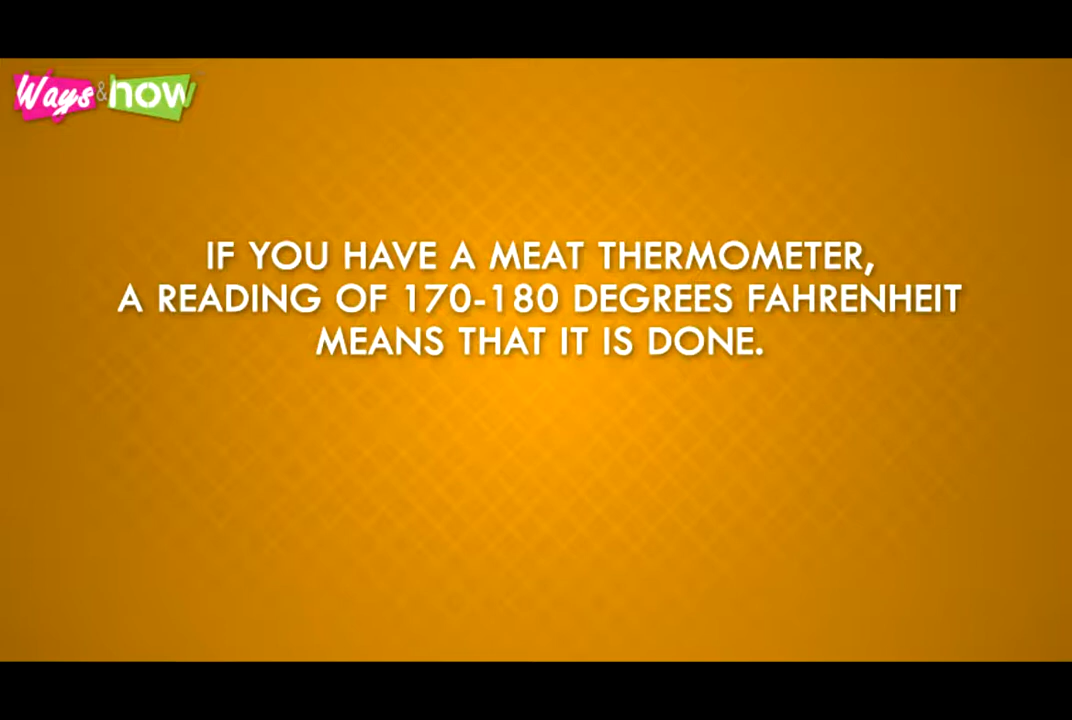 Ways & how
IF YOU HAVE A MEAT THERMOMETER,
A READING OF 170-180 DEGREES FAHRENHEIT
MEANS THAT IT IS DONE.